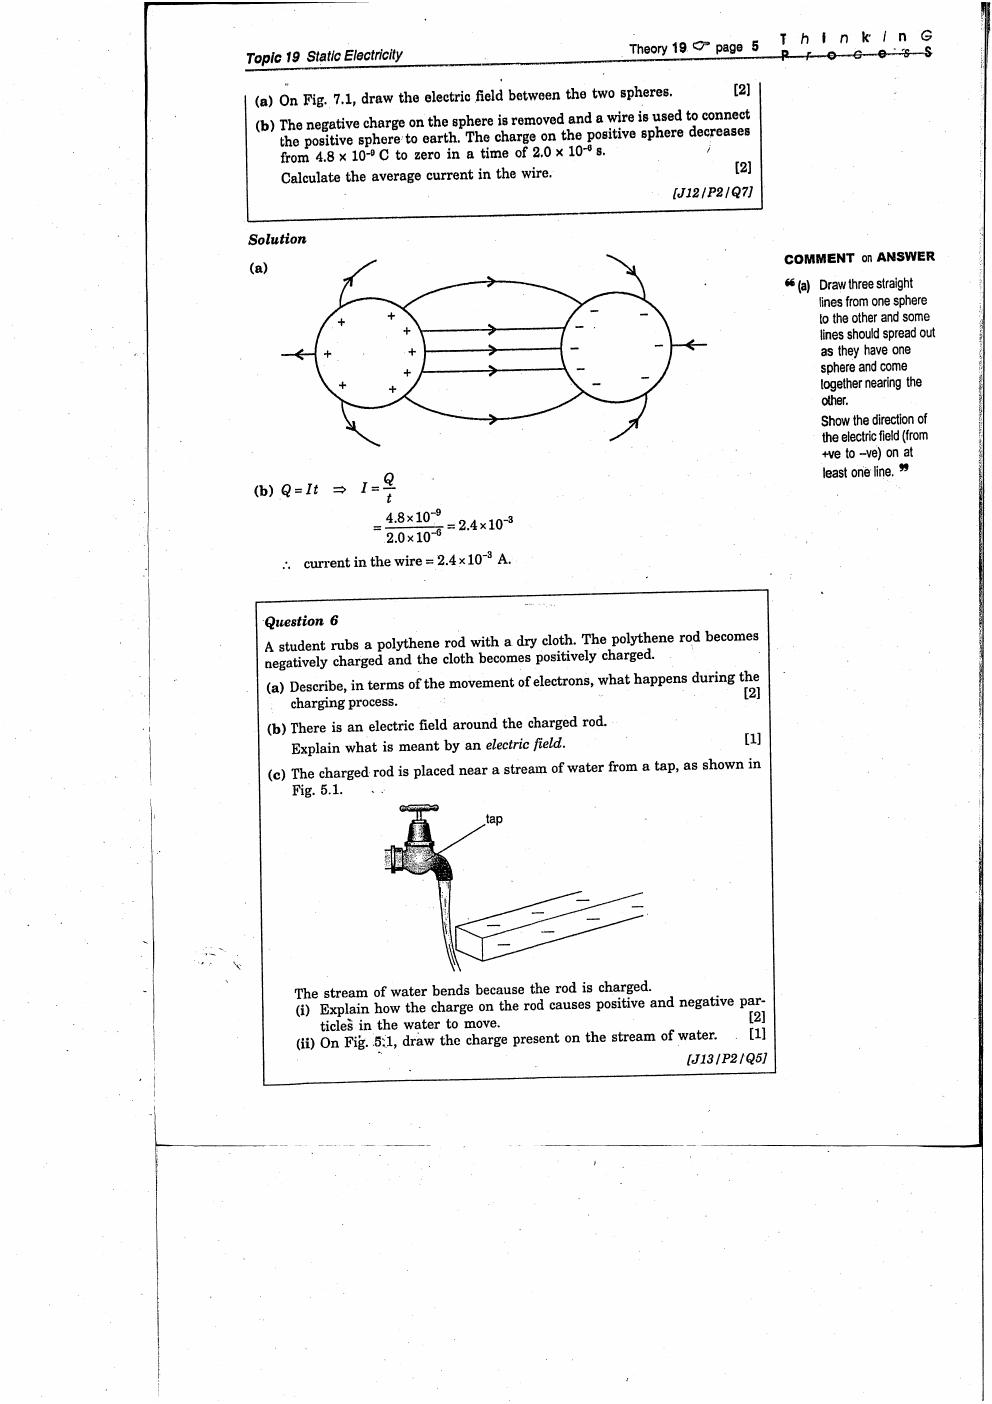 Topic 19 Static Electricity
Theory 19 ☞ page 5
T h i n k i n G
P r o c e s S
(a) On Fig. 7.1, draw the electric field between the two spheres. [2]
(b) The negative charge on the sphere is removed and a wire is used to connect
the positive sphere to earth. The charge on the positive sphere decreases
from 4.8 × 10⁻⁹ C to zero in a time of 2.0 × 10⁻⁶ s.
Calculate the average current in the wire. [2]
[J12/P2/Q7]
Solution
(a)
+ + + + + + + +
− − − − − − − −
COMMENT on ANSWER
“ (a) Draw three straight
lines from one sphere
to the other and some
lines should spread out
as they have one
sphere and come
together nearing the
other.
Show the direction of
the electric field (from
+ve to –ve) on at
least one line. ”
(b) Q = It ⇒ I = Q/t
= 4.8 × 10⁻⁹ / 2.0 × 10⁻⁶ = 2.4 × 10⁻³
∴ current in the wire = 2.4 × 10⁻³ A.
Question 6
A student rubs a polythene rod with a dry cloth. The polythene rod becomes
negatively charged and the cloth becomes positively charged.
(a) Describe, in terms of the movement of electrons, what happens during the
charging process. [2]
(b) There is an electric field around the charged rod.
Explain what is meant by an electric field. [1]
(c) The charged rod is placed near a stream of water from a tap, as shown in
Fig. 5.1.
tap
The stream of water bends because the rod is charged.
(i) Explain how the charge on the rod causes positive and negative par-
ticles in the water to move. [2]
(ii) On Fig. 5.1, draw the charge present on the stream of water. [1]
[J13/P2/Q5]